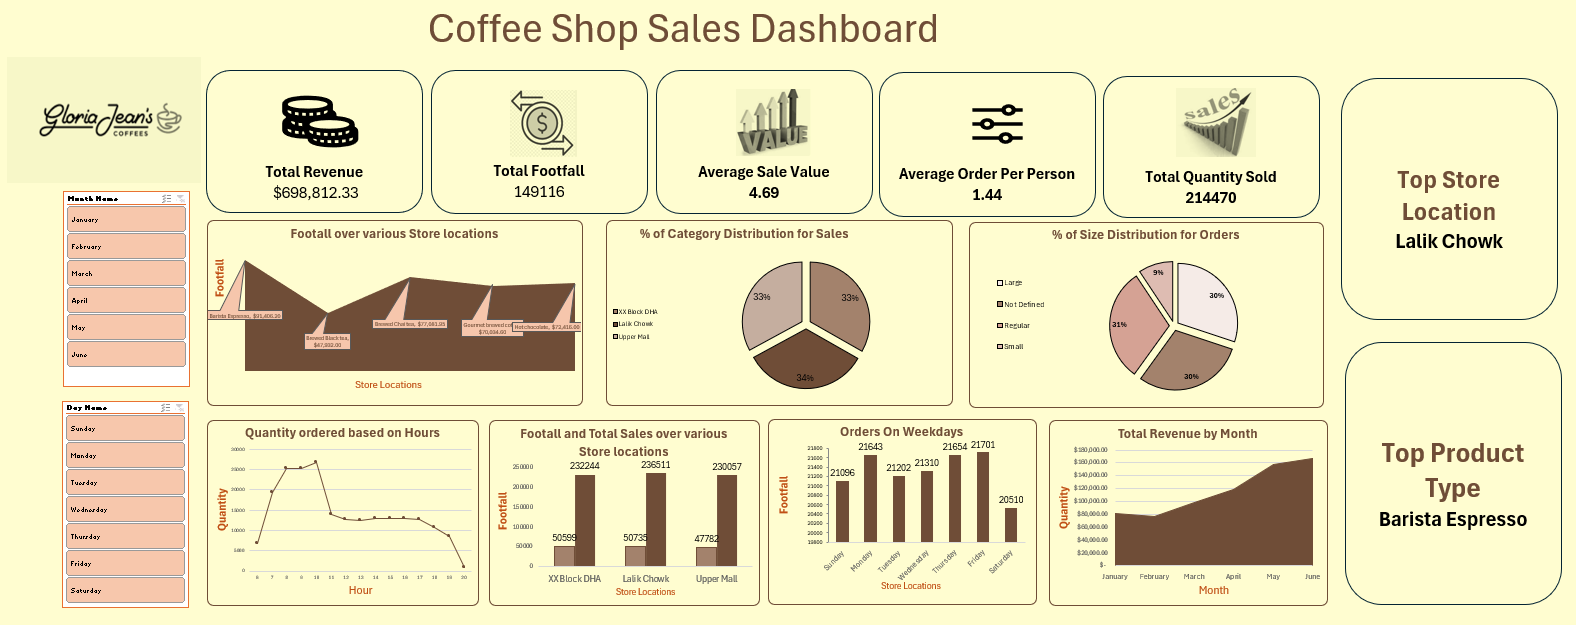 Coffee Shop Sales Dashboard
Gloria Jean's
COFFEES
Total Revenue
$698,812.33
Total Footfall
149116
VALUE
Average Sale Value
4.69
Average Order Per Person
1.44
sales
Total Quantity Sold
214470
Top Store
Location
Lalik Chowk
Top Product
Type
Barista Espresso
Month Name
January
February
March
April
May
June
Day Name
Sunday
Monday
Tuesday
Wednesday
Thursday
Friday
Saturday
Footall over various Store locations
Footfall
Barista Espresso, $91,406.20
Brewed Black tea,
$47,932.00
Brewed Chai tea, $77,081.95
Gourmet brewed cof
$70,034.60
Hot chocolate, $72,416.00
Store Locations
% of Category Distribution for Sales
XX Block DHA
Lalik Chowk
Upper Mall
33%
33%
34%
% of Size Distribution for Orders
Large
Not Defined
Regular
Small
9%
30%
31%
30%
Quantity ordered based on Hours
Quantity
30000
25000
20000
15000
10000
5000
0
6 7 8 9 10 11 12 13 14 15 16 17 18 19 20
Hour
Footall and Total Sales over various
Store locations
Footfall
250000
200000
150000
100000
50000
0
232244
236511
230057
50599
50735
47782
XX Block DHA
Lalik Chowk
Upper Mall
Store Locations
Orders On Weekdays
Footfall
21800
21600
21400
21200
21000
20800
20600
20400
20200
20000
19800
21096
21643
21202
21310
21654
21701
20510
Sunday
Monday
Tuesday
Wednesday
Thursday
Friday
Saturday
Store Locations
Total Revenue by Month
Quantity
$180,000.00
$160,000.00
$140,000.00
$120,000.00
$100,000.00
$80,000.00
$60,000.00
$40,000.00
$20,000.00
$-
January
February
March
April
May
June
Month